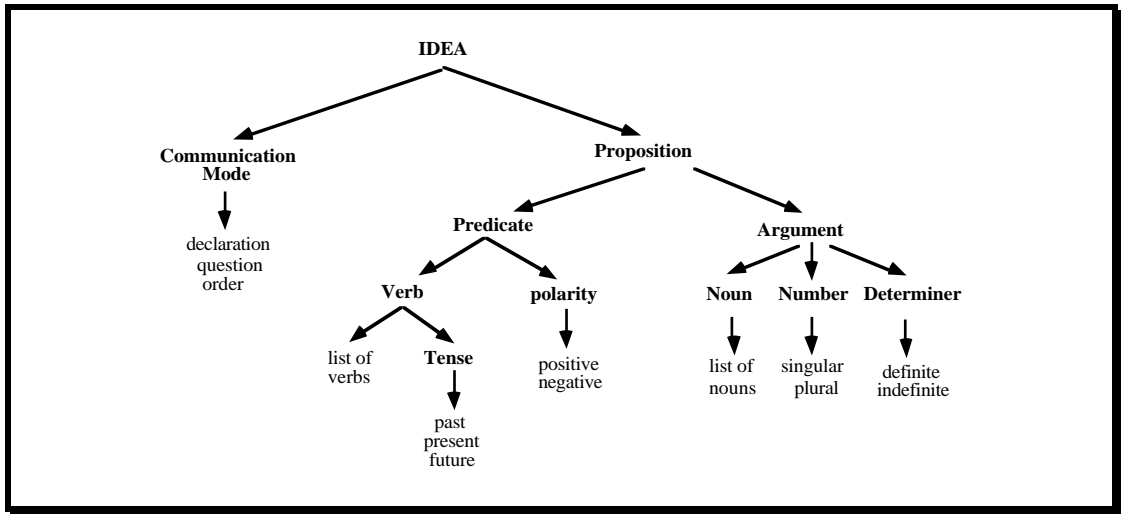 IDEA
Communication
Mode
declaration
question
order
Proposition
Predicate
Verb
list of
verbs
Tense
past
present
future
polarity
positive
negative
Argument
Noun
list of
nouns
Number
singular
plural
Determiner
definite
indefinite